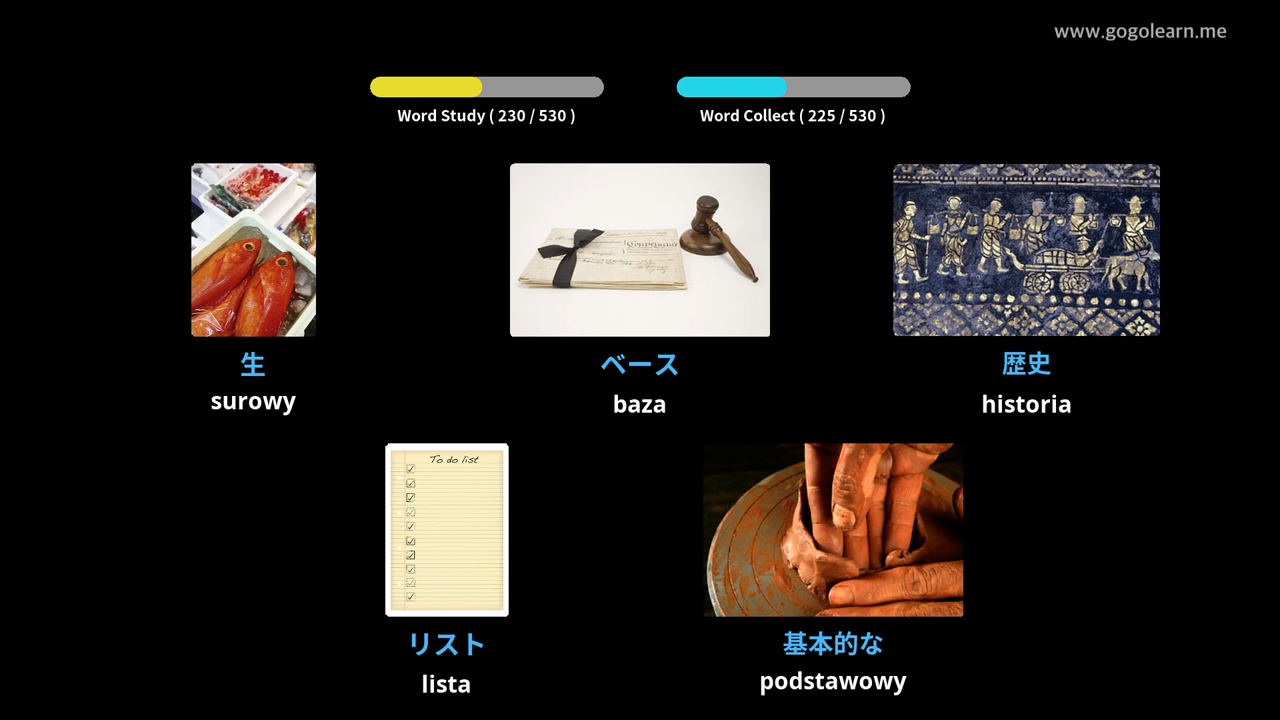 www.gogolearn.me
Word Study ( 230 / 530 )
Word Collect ( 225 / 530 )
生
surowy
ベース
baza
歴史
historia
To do list
リスト
lista
基本的な
podstawowy